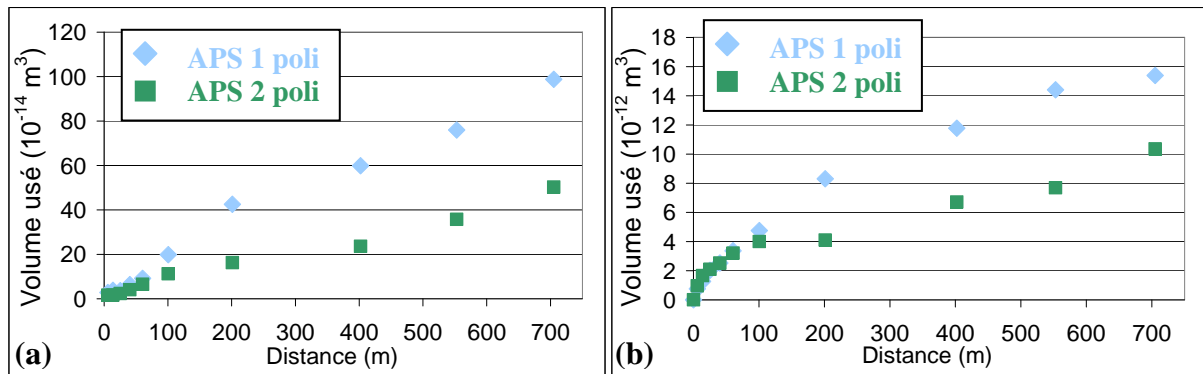 120
100
80
60
40
20
0
Volume usé (10⁻¹⁴ m³)
APS 1 poli
APS 2 poli
0 100 200 300 400 500 600 700
Distance (m)
(a)
18
16
14
12
10
8
6
4
2
0
Volume usé (10⁻¹² m³)
APS 1 poli
APS 2 poli
0 100 200 300 400 500 600 700
Distance (m)
(b)